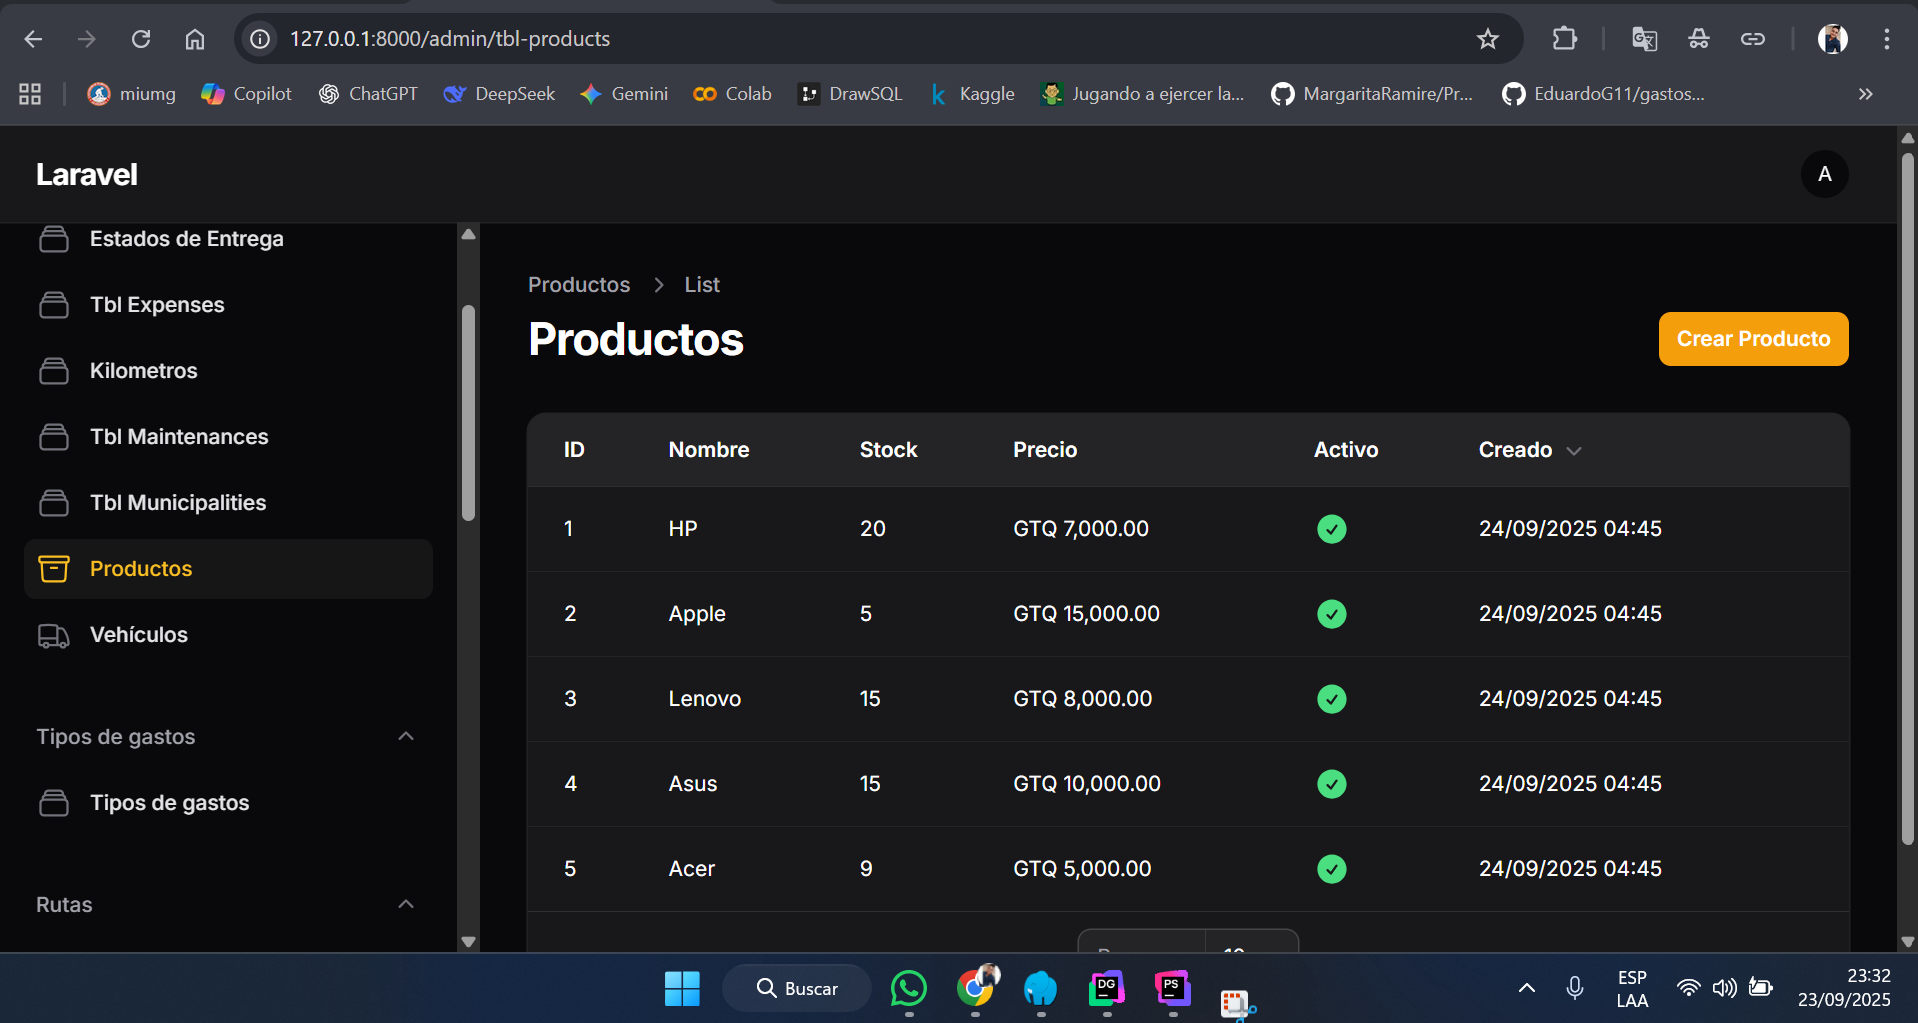 127.0.0.1:8000/admin/tbl-products
miumg Copilot ChatGPT DeepSeek Gemini Colab DrawSQL Kaggle Jugando a ejercer la... MargaritaRamire/Pr... EduardoG11/gastos...
Laravel
A
Estados de Entrega
Tbl Expenses
Kilometros
Tbl Maintenances
Tbl Municipalities
Productos
Vehículos
Tipos de gastos
Tipos de gastos
Rutas
Productos > List
Productos
Crear Producto
ID Nombre Stock Precio Activo Creado
1 HP 20 GTQ 7,000.00 24/09/2025 04:45
2 Apple 5 GTQ 15,000.00 24/09/2025 04:45
3 Lenovo 15 GTQ 8,000.00 24/09/2025 04:45
4 Asus 15 GTQ 10,000.00 24/09/2025 04:45
5 Acer 9 GTQ 5,000.00 24/09/2025 04:45
Buscar
DG
PS
ESP
LAA
23:32
23/09/2025